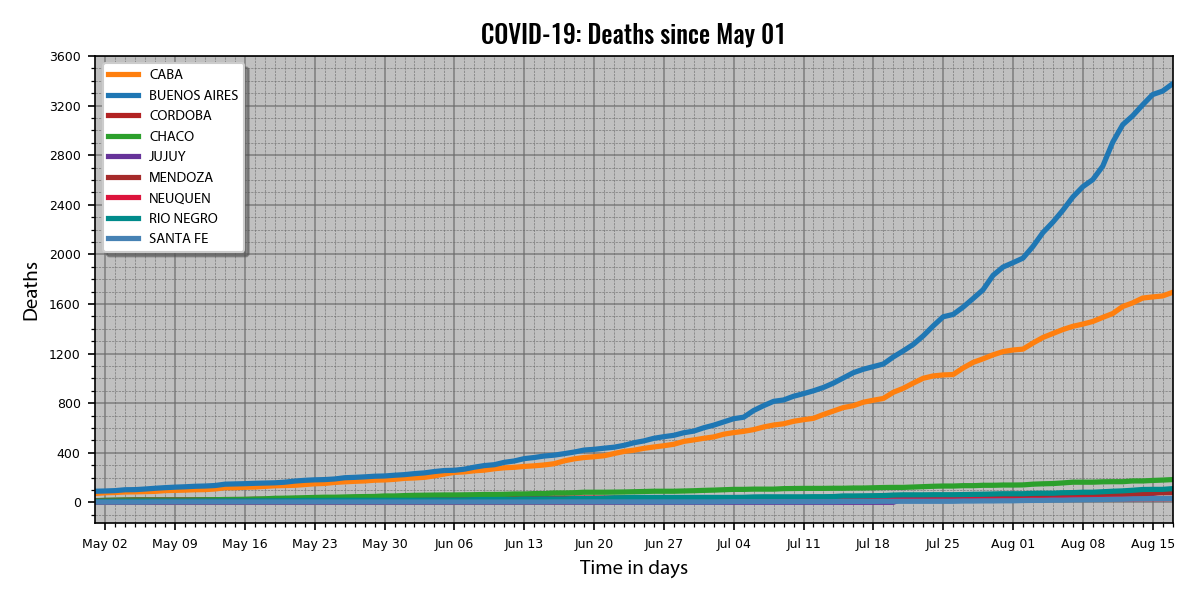 COVID-19: Deaths since May 01
3600
3200
2800
2400
2000
1600
1200
800
400
0
Deaths
CABA
BUENOS AIRES
CORDOBA
CHACO
JUJUY
MENDOZA
NEUQUEN
RIO NEGRO
SANTA FE
May 02 May 09 May 16 May 23 May 30 Jun 06 Jun 13 Jun 20 Jun 27 Jul 04 Jul 11 Jul 18 Jul 25 Aug 01 Aug 08 Aug 15
Time in days